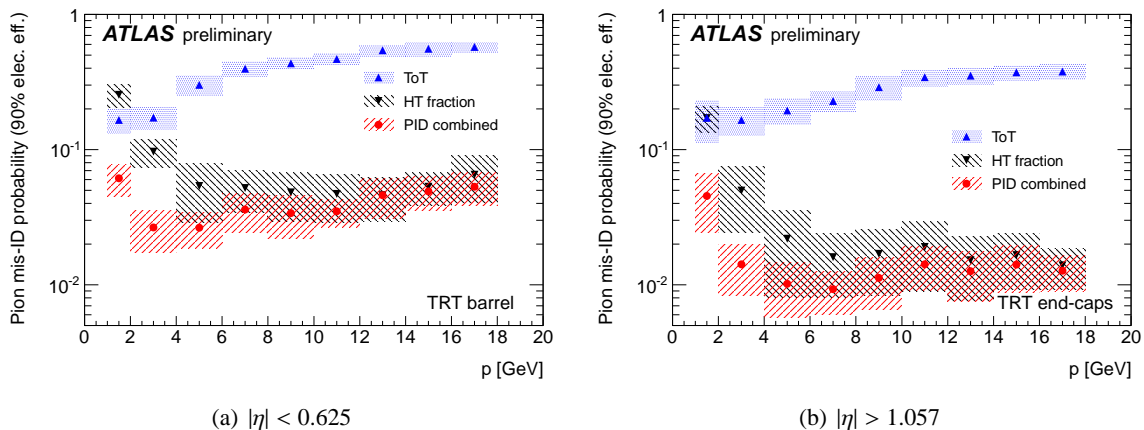 Pion mis-ID probability (90% elec. eff.)
1
10⁻¹
10⁻²
ATLAS preliminary
ToT
HT fraction
PID combined
TRT barrel
0 2 4 6 8 10 12 14 16 18 20
p [GeV]
(a) |η| < 0.625
Pion mis-ID probability (90% elec. eff.)
1
10⁻¹
10⁻²
ATLAS preliminary
ToT
HT fraction
PID combined
TRT end-caps
0 2 4 6 8 10 12 14 16 18 20
p [GeV]
(b) |η| > 1.057